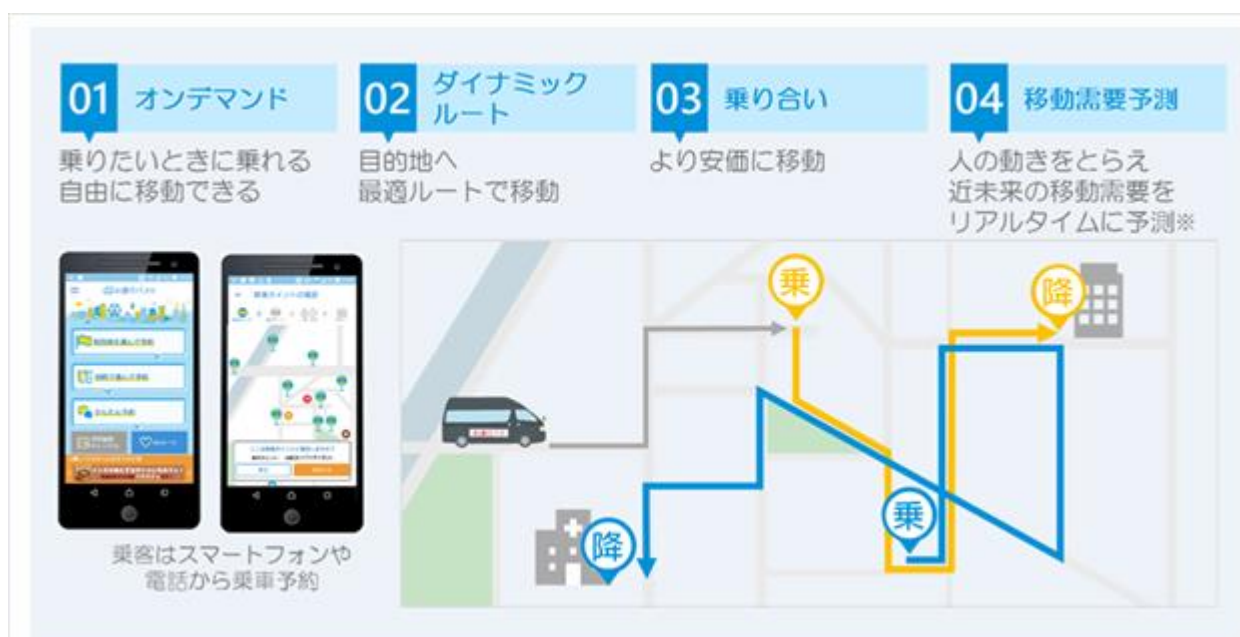 01 オンデマンド
乗りたいときに乗れる
自由に移動できる
02 ダイナミック
ルート
目的地へ
最適ルートで移動
03 乗り合い
より安価に移動
04 移動需要予測
人の動きをとらえ
近未来の移動需要を
リアルタイムに予測※
乗客はスマートフォンや
電話から乗車予約
乗
降
乗
降